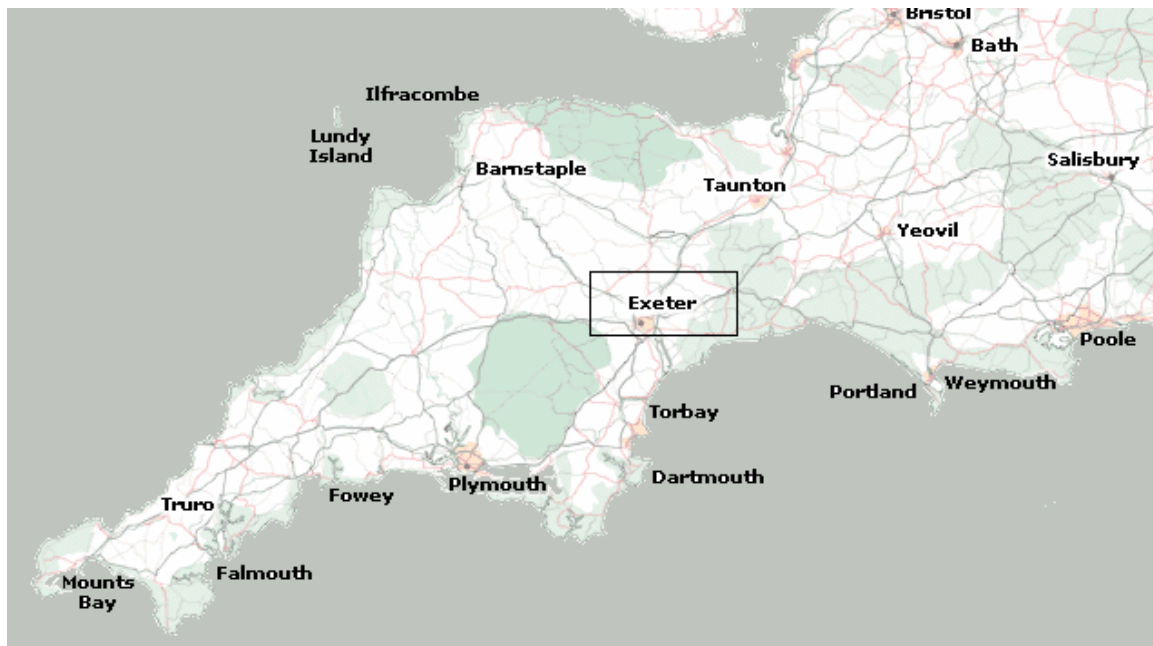 Bristol
Bath
Ilfracombe
Lundy
Island
Barnstaple
Salisbury
Taunton
Yeovil
Exeter
Poole
Portland
Weymouth
Torbay
Dartmouth
Plymouth
Fowey
Truro
Falmouth
Mounts
Bay